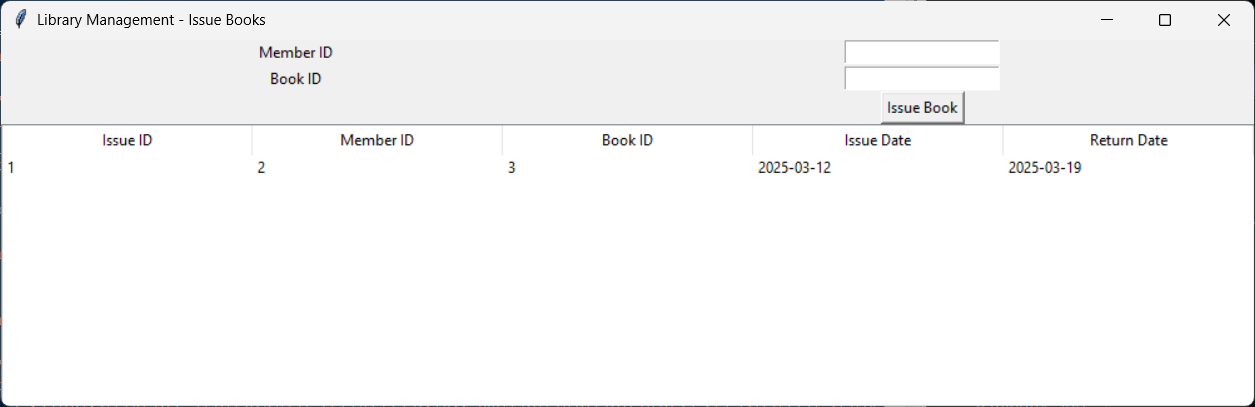 Library Management - Issue Books
Member ID
Book ID
Issue Book
Issue ID Member ID Book ID Issue Date Return Date
1 2 3 2025-03-12 2025-03-19